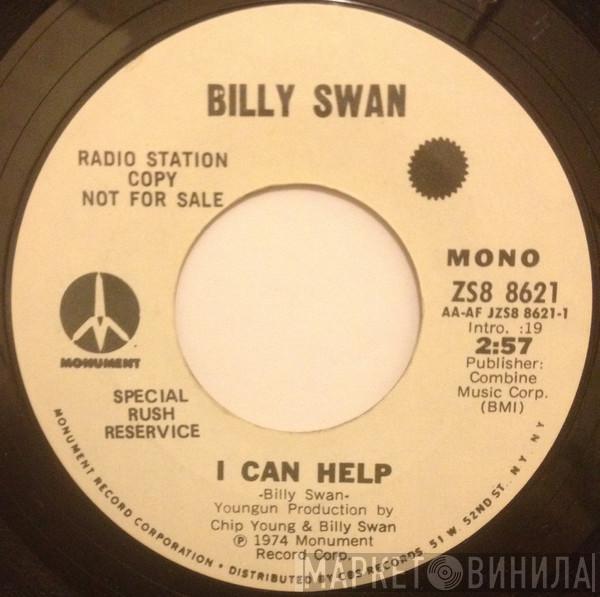 BILLY SWAN
RADIO STATION
COPY
NOT FOR SALE
MONO
ZS8 8621
AA-AF JZS8 8621-1
Intro. :19
2:57
Publisher:
Combine
Music Corp.
(BMI)
MONUMENT
SPECIAL
RUSH
RESERVICE
I CAN HELP
-Billy Swan-
Youngun Production by
Chip Young & Billy Swan
℗ 1974 Monument
Record Corp.
MONUMENT RECORD CORPORATION • DISTRIBUTED BY CBS RECORDS, 51 W. 52ND ST., N.Y., N.Y.
МАРКЕТ ВИНИЛА